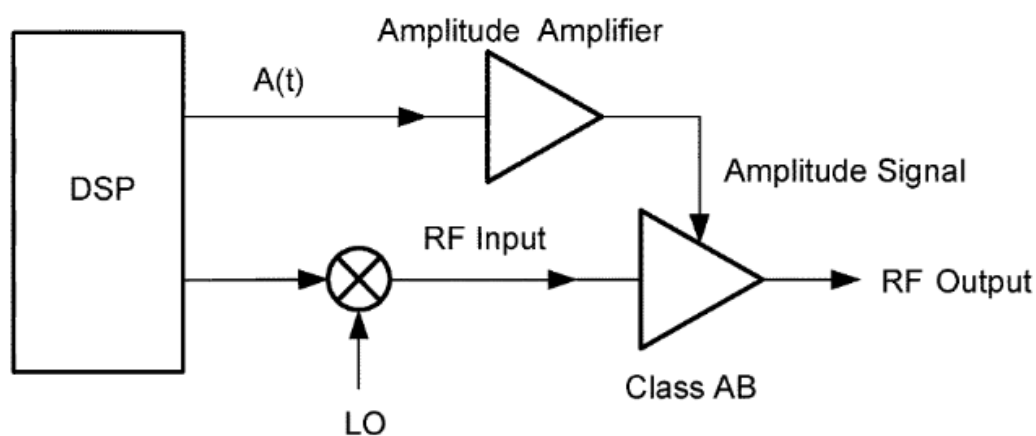 Amplitude Amplifier
A(t)
DSP
Amplitude Signal
RF Input
RF Output
Class AB
LO